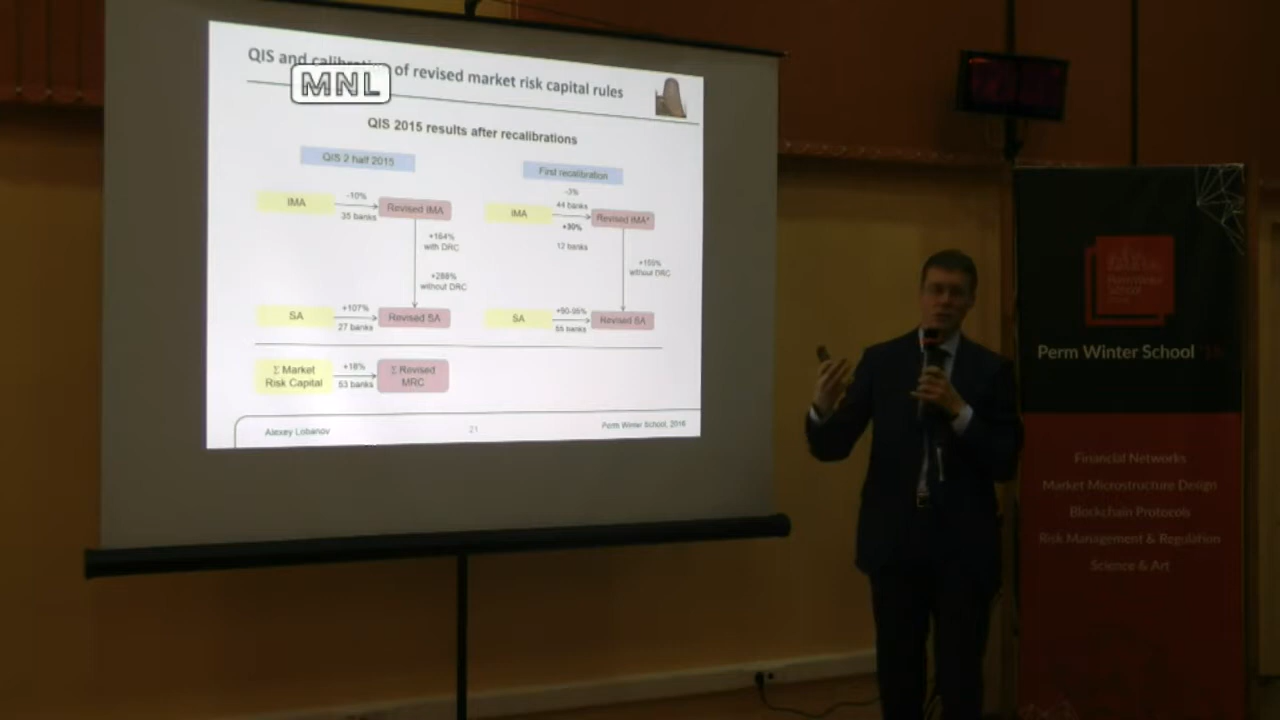 QIS and calibration of revised market risk capital rules
MNL
QIS 2015 results after recalibrations
QIS 2 half 2015
First recalibration
IMA
-10%
35 banks
Revised IMA
IMA
-3%
44 banks
+30%
12 banks
Revised IMA*
+164%
with DRC
+288%
without DRC
+159%
without DRC
SA
+107%
27 banks
Revised SA
SA
55 banks
Revised SA
Σ Market
Risk Capital
+18%
53 banks
Σ Revised
MRC
Alexey Lobanov
21
Perm Winter School, 2016
Perm Winter School
Financial Networks
Market Microstructure Design
Blockchain Protocols
Risk Management & Regulation
Science & Art